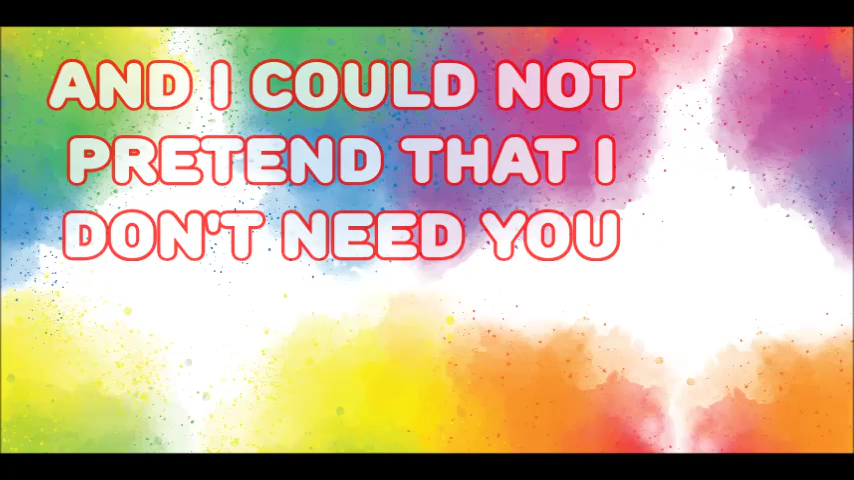 AND I COULD NOT
PRETEND THAT I
DON'T NEED YOU